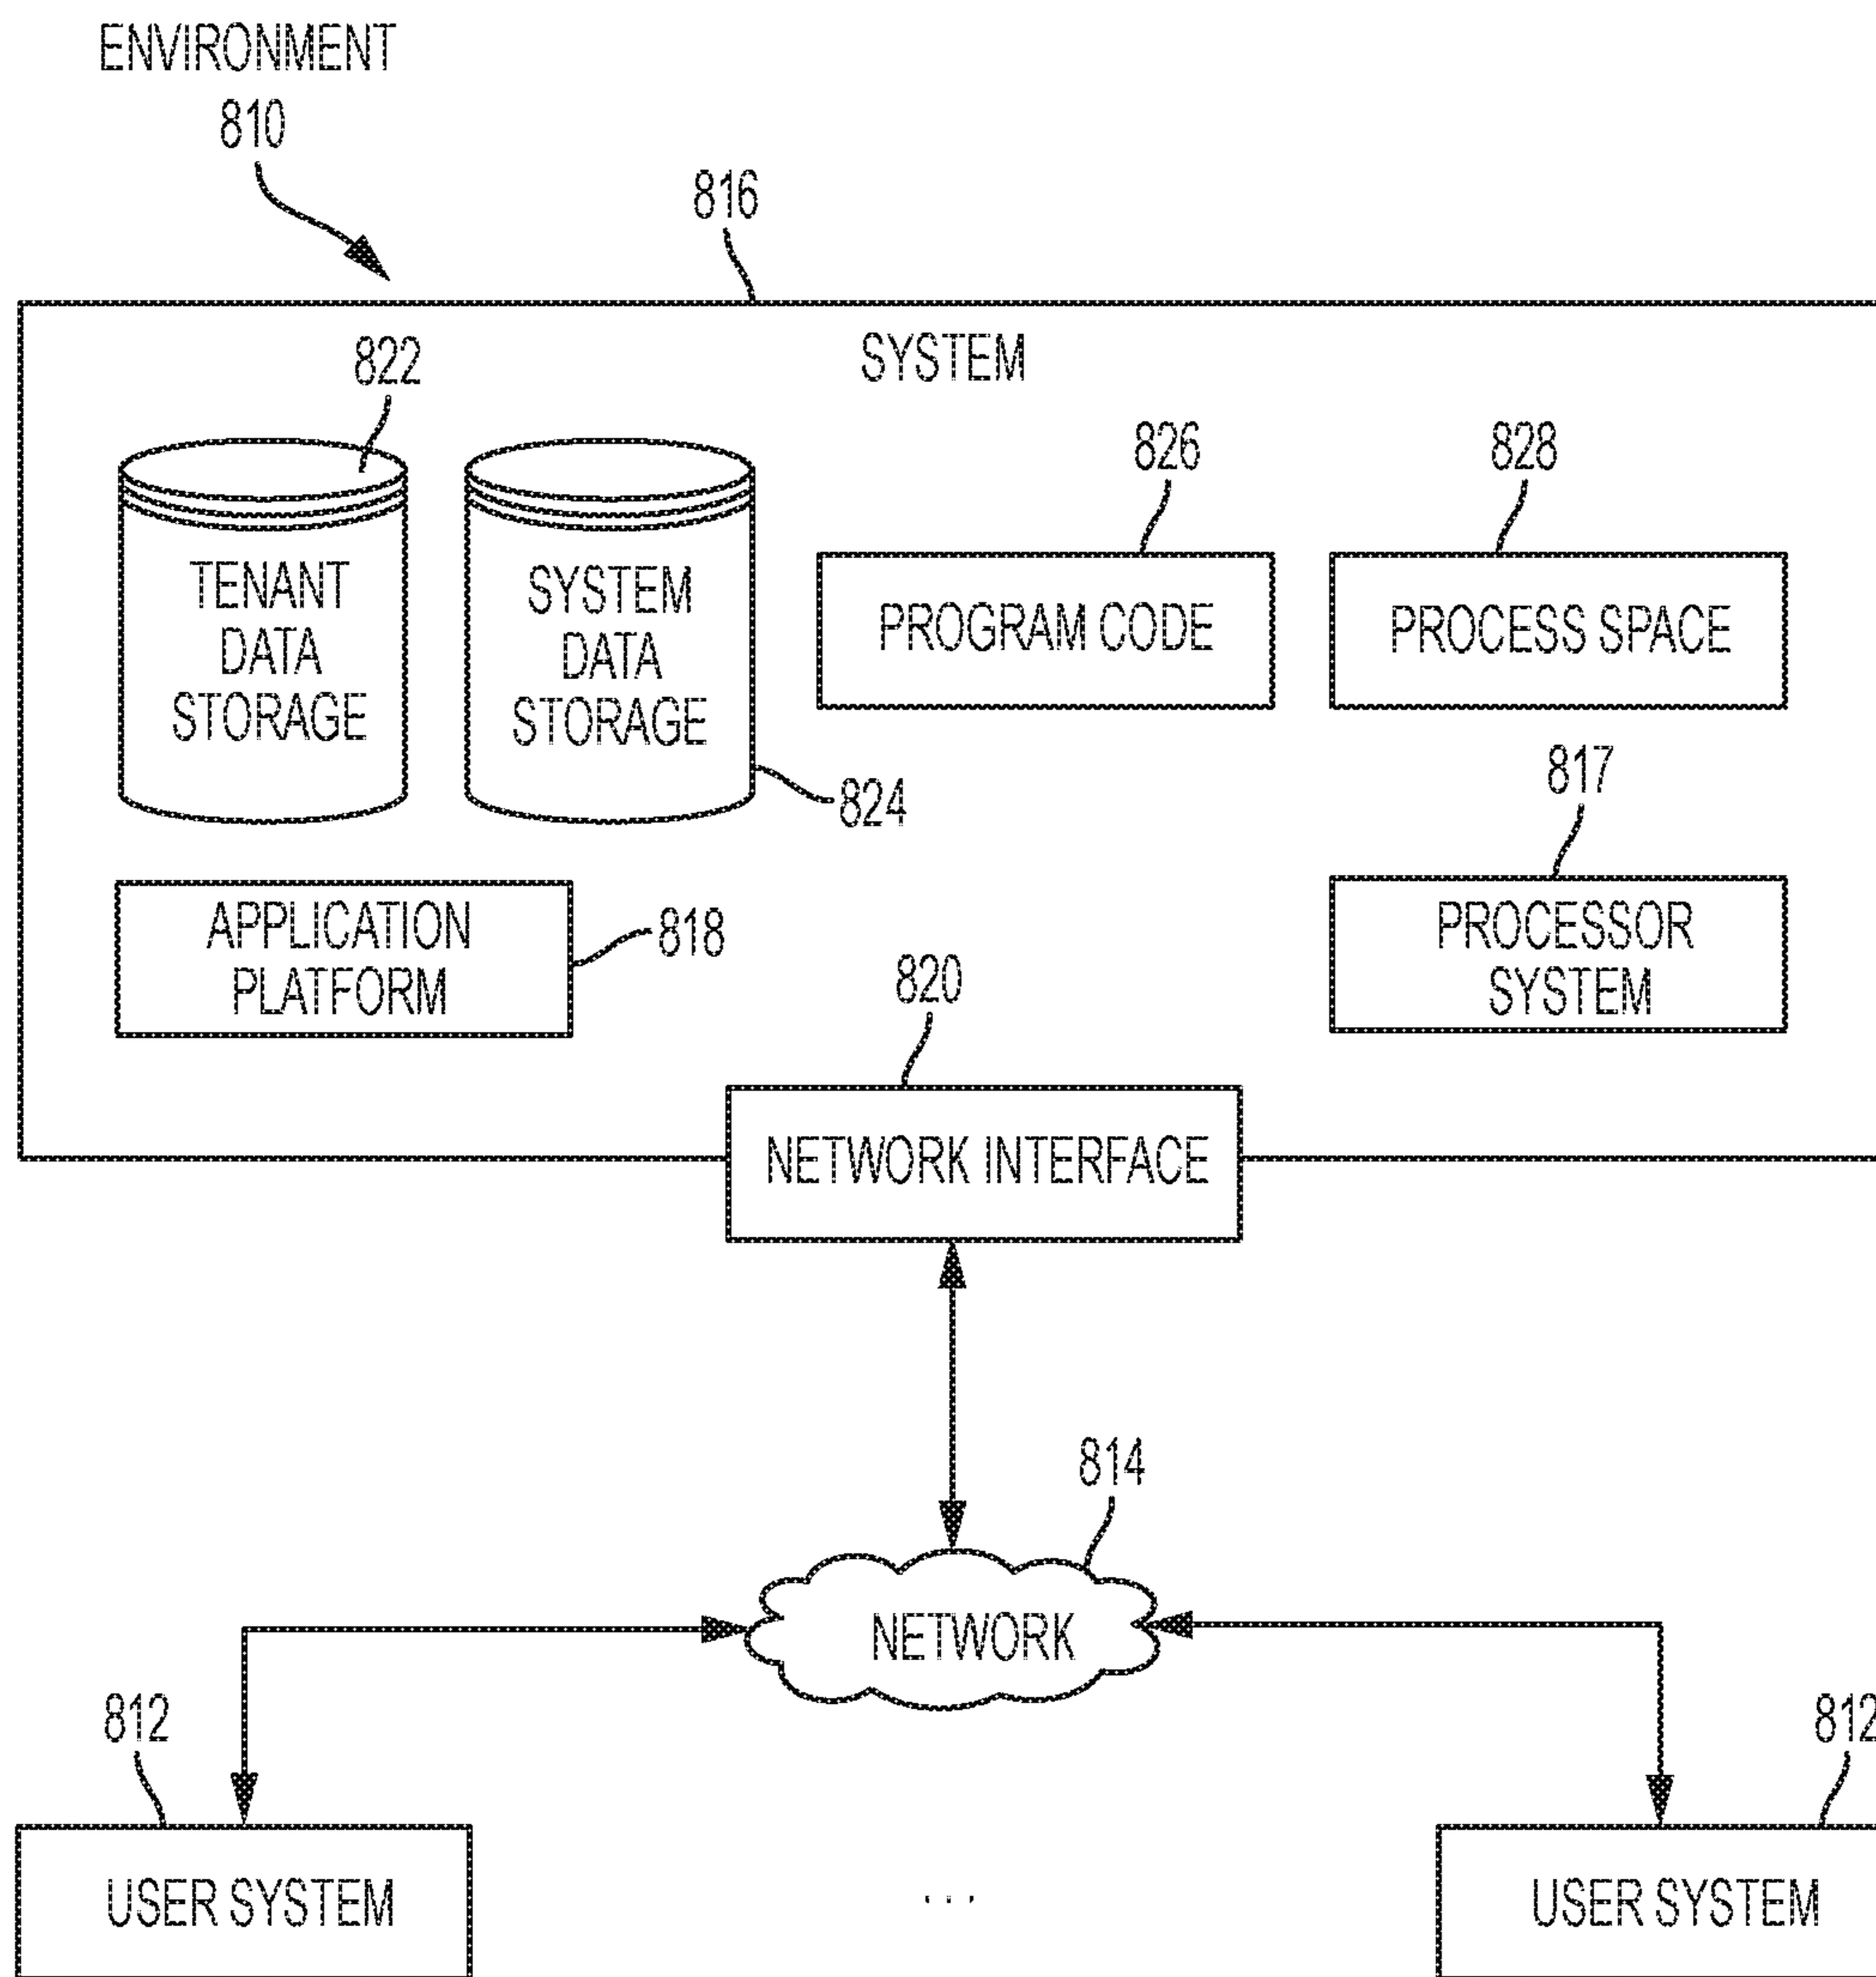 ENVIRONMENT
810
816
SYSTEM
822
826
828
TENANT
DATA
STORAGE
SYSTEM
DATA
STORAGE
PROGRAM CODE
PROCESS SPACE
824
817
APPLICATION
PLATFORM
818
PROCESSOR
SYSTEM
820
NETWORK INTERFACE
814
NETWORK
812
812
USER SYSTEM
...
USER SYSTEM